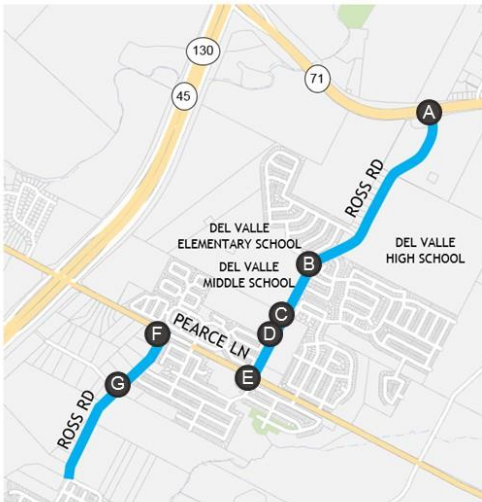 130
45
71
A
ROSS RD
DEL VALLE
ELEMENTARY SCHOOL
DEL VALLE
HIGH SCHOOL
B
DEL VALLE
MIDDLE SCHOOL
C
D
PEARCE LN
F
E
G
ROSS RD